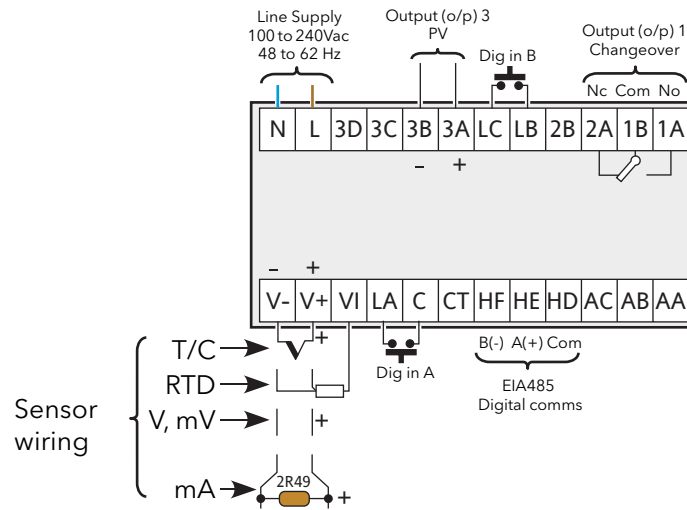 Line Supply
100 to 240Vac
48 to 62 Hz
Output (o/p) 3
PV
Dig in B
Output (o/p) 1
Changeover
Nc Com No
N L 3D 3C 3B 3A LC LB 2B 2A 1B 1A
– +
– +
V- V+ VI LA C CT HF HE HD AC AB AA
T/C +
RTD
V, mV +
mA 2R49 +
Sensor
wiring
Dig in A
B(-) A(+) Com
EIA485
Digital comms